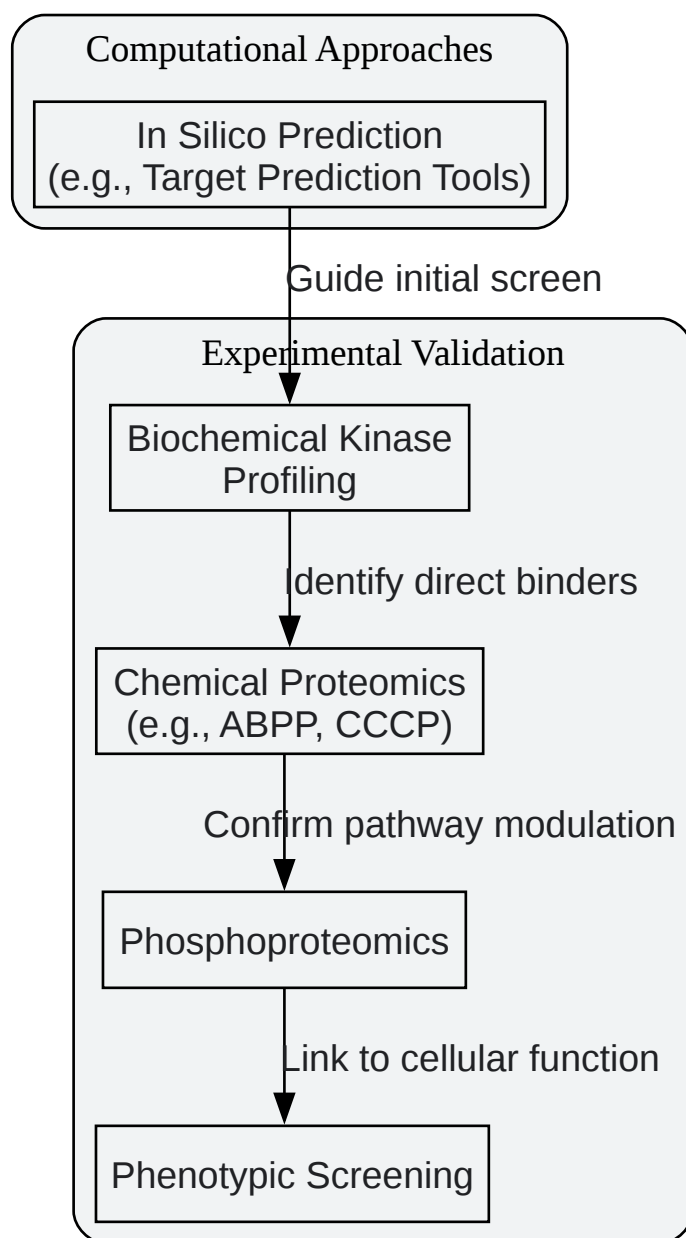 Computational Approaches
In Silico Prediction
(e.g., Target Prediction Tools)
Guide initial screen
Experimental Validation
Biochemical Kinase
Profiling
Identify direct binders
Chemical Proteomics
(e.g., ABPP, CCCP)
Confirm pathway modulation
Phosphoproteomics
Link to cellular function
Phenotypic Screening